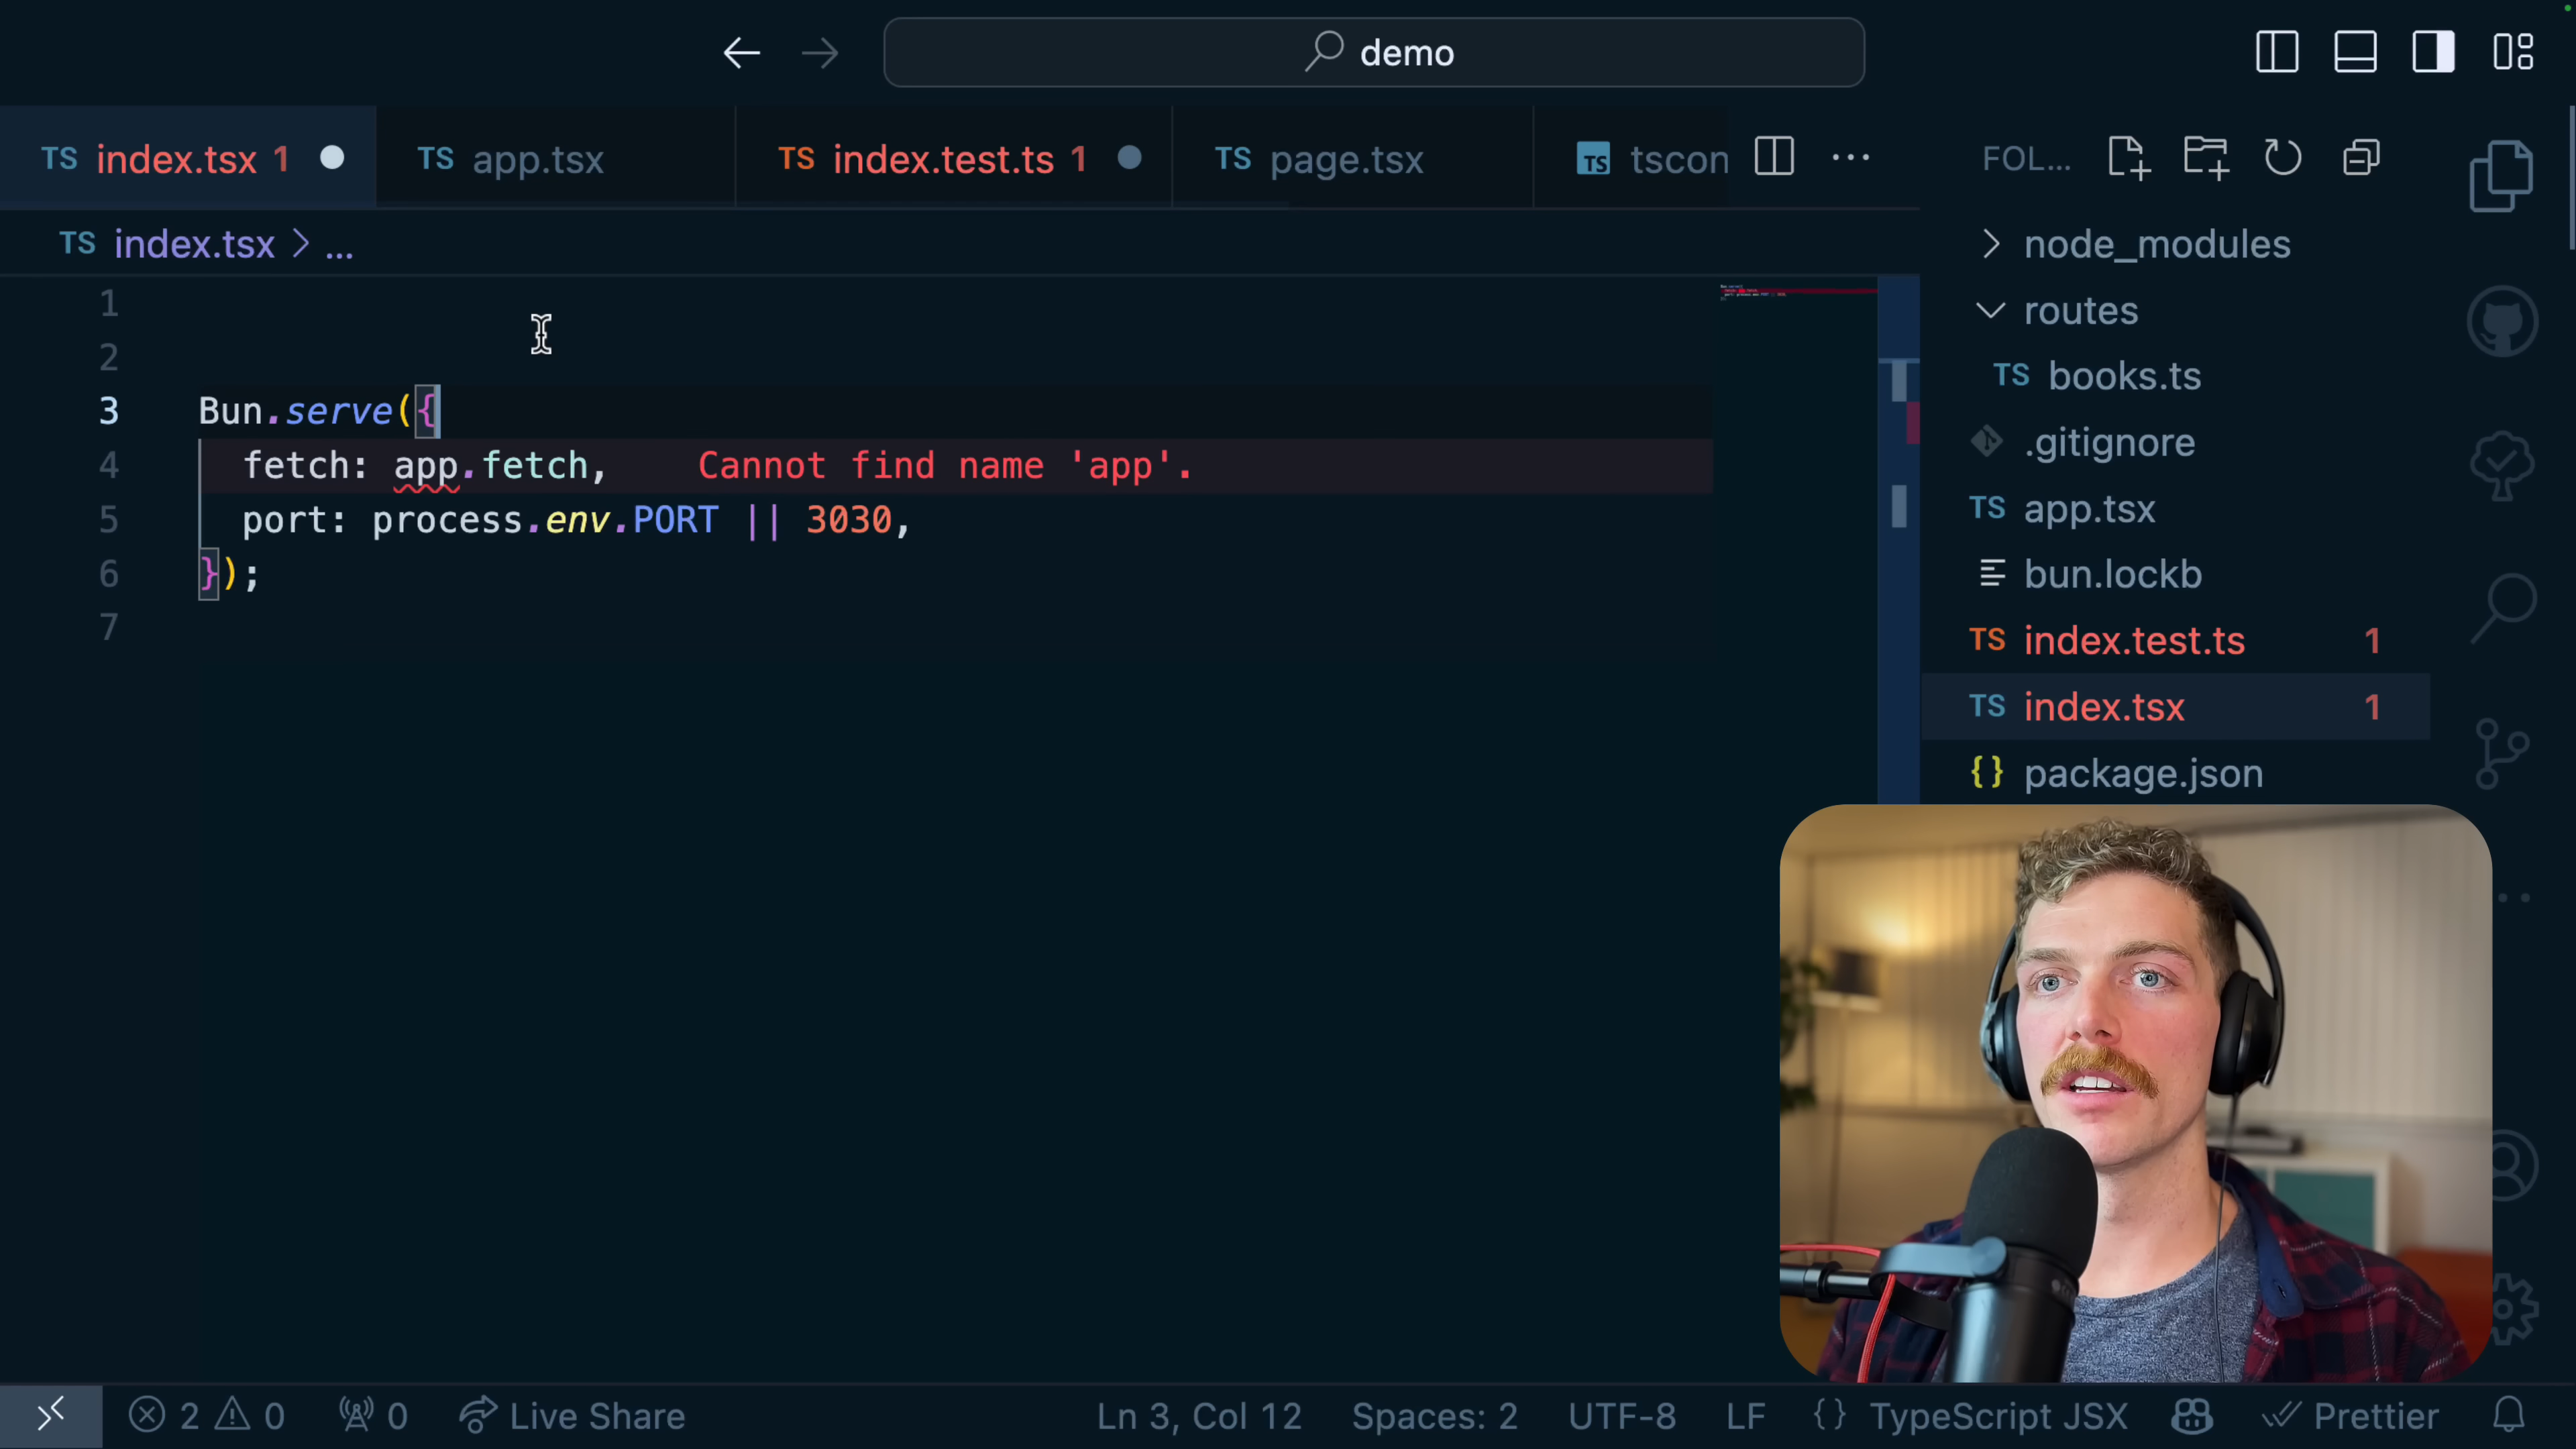 demo
TS index.tsx 1
TS app.tsx
TS index.test.ts 1
TS page.tsx
TS tscon
FOL...
TS index.tsx > ...
1
2
3 Bun.serve({
4 fetch: app.fetch, Cannot find name 'app'.
5 port: process.env.PORT || 3030,
6 });
7
node_modules
routes
TS books.ts
.gitignore
TS app.tsx
bun.lockb
TS index.test.ts 1
TS index.tsx 1
{} package.json
2 0 0 Live Share Ln 3, Col 12 Spaces: 2 UTF-8 LF {} TypeScript JSX Prettier